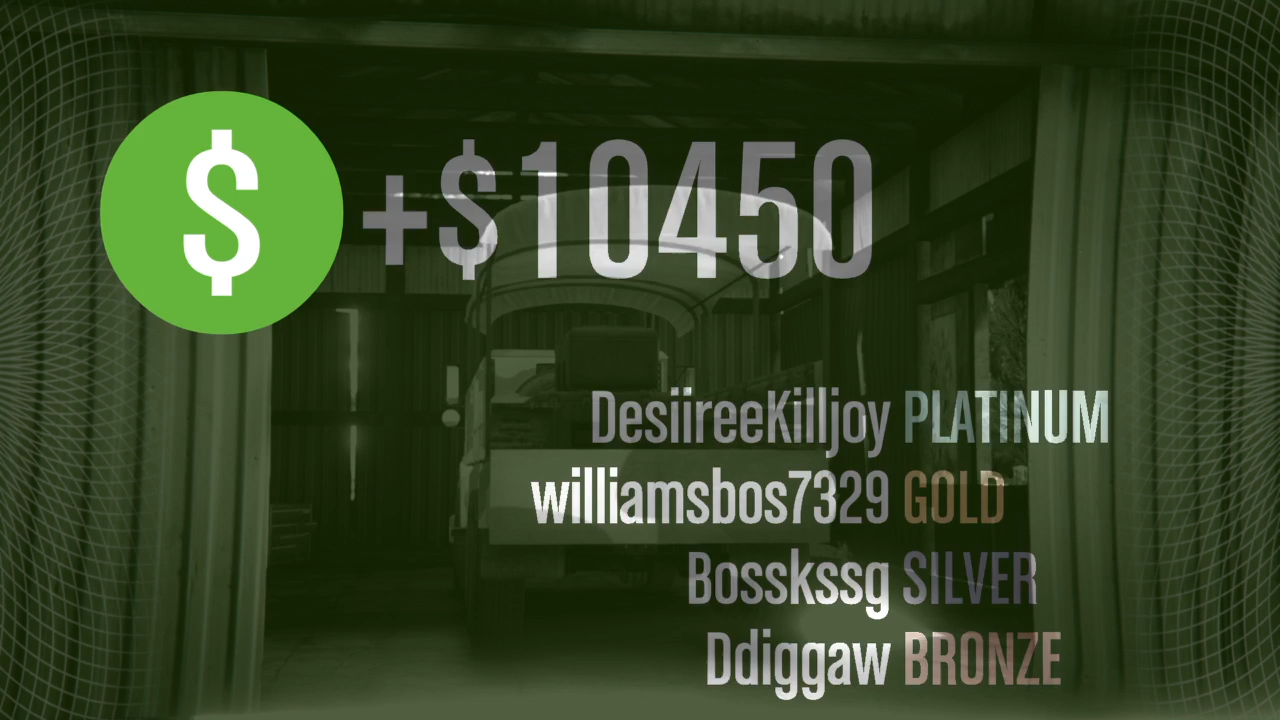 $ +$10450
DesiireeKilljoy PLATINUM
williamsbos7329 GOLD
Bosskssg SILVER
Ddiggaw BRONZE